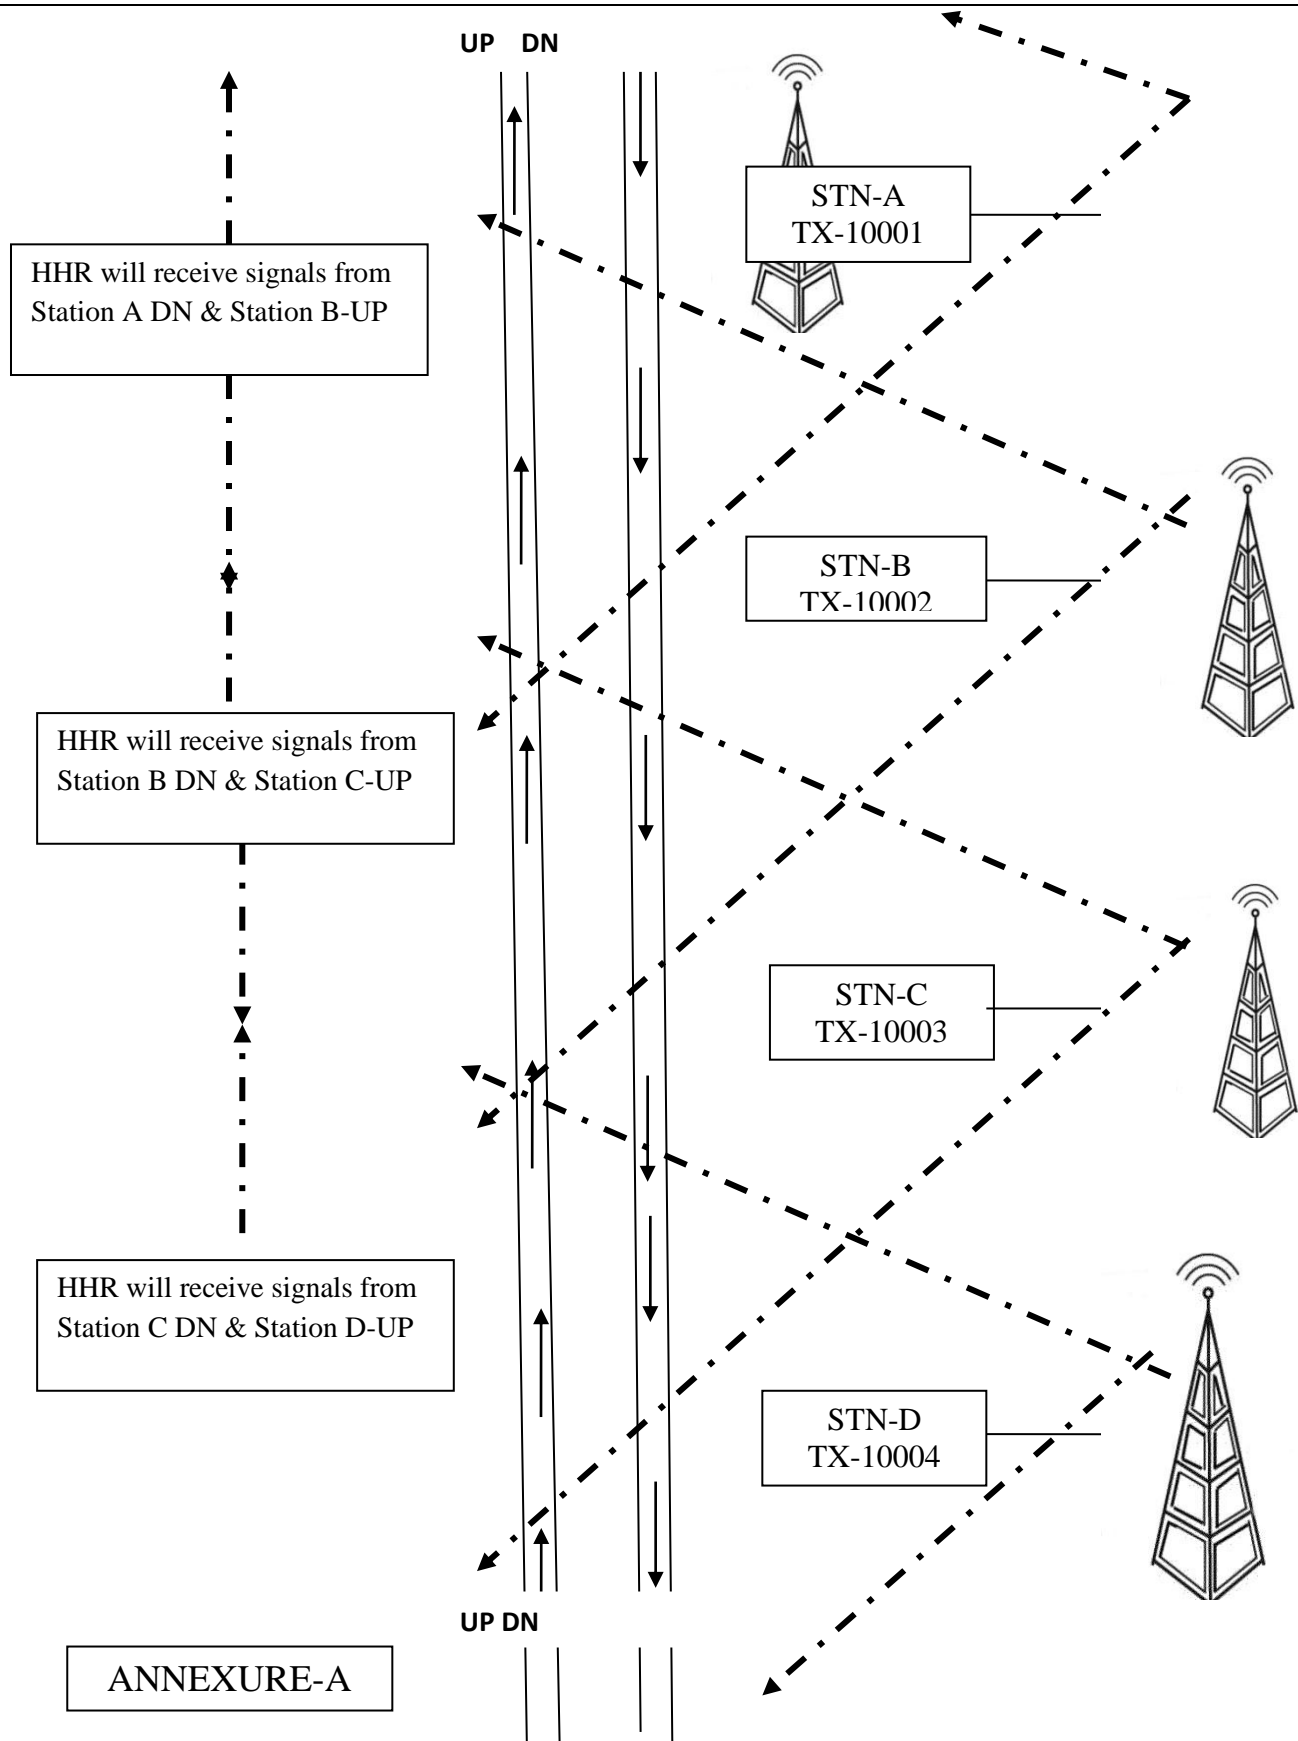 UP DN
STN-A
TX-10001
HHR will receive signals from
Station A DN & Station B-UP
STN-B
TX-10002
HHR will receive signals from
Station B DN & Station C-UP
STN-C
TX-10003
HHR will receive signals from
Station C DN & Station D-UP
STN-D
TX-10004
UP DN
ANNEXURE-A